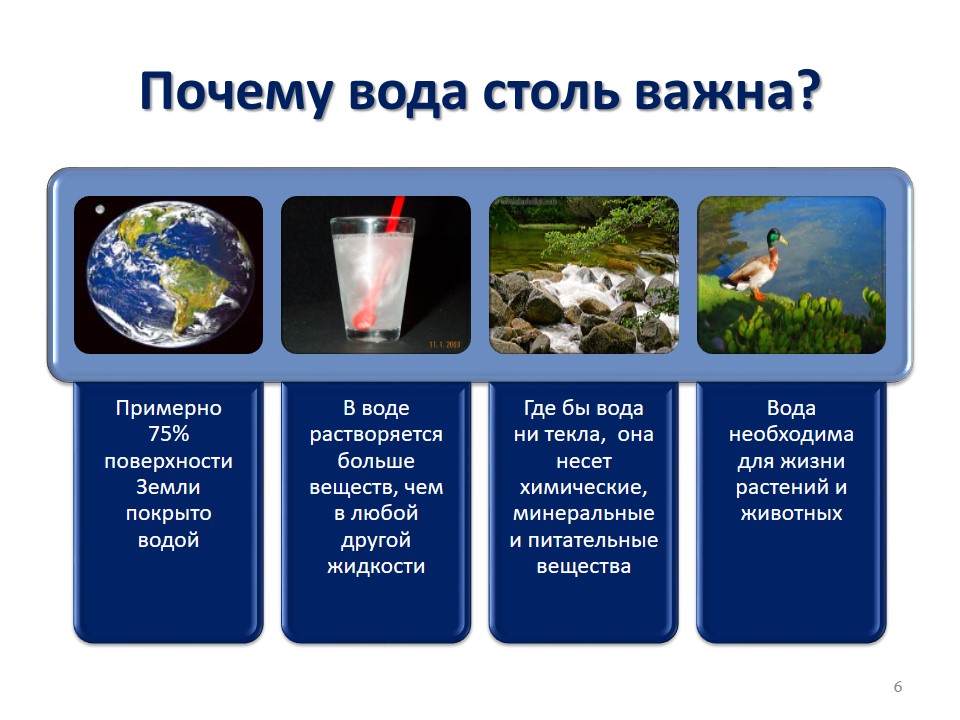 Почему вода столь важна?
11.1.2003
Примерно
75%
поверхности
Земли
покрыто
водой
В воде
растворяется
больше
веществ, чем
в любой
другой
жидкости
Где бы вода
ни текла,  она
несет
химические,
минеральные
и питательные
вещества
Вода
необходима
для жизни
растений и
животных
6